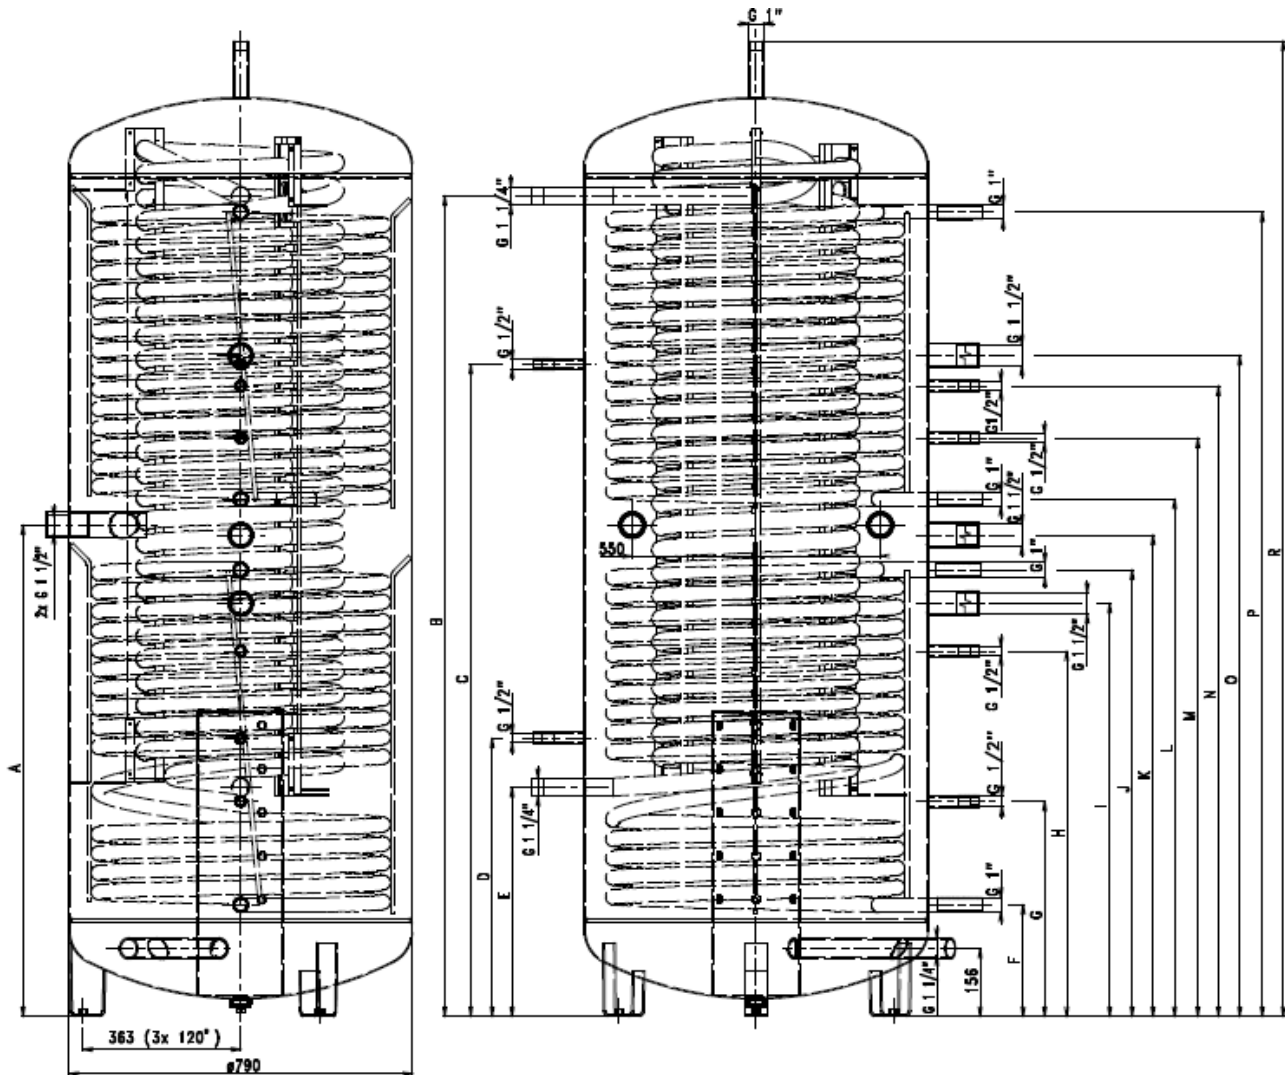 G 1"
G 1 1/4"
G 1"
G 1 1/2"
G 1/2"
G1/2"
G 1/2"
G 1"
G 1 1/2"
550
2x G 1 1/2"
G 1"
G 1 1/2"
G 1/2"
G 1/2"
G 1/2"
G 1 1/4"
G 1"
G 1 1/4"
156
A
B
C
D
E
F
G
H
I
J
K
L
M
N
O
P
R
363 (3x 120°)
ø790